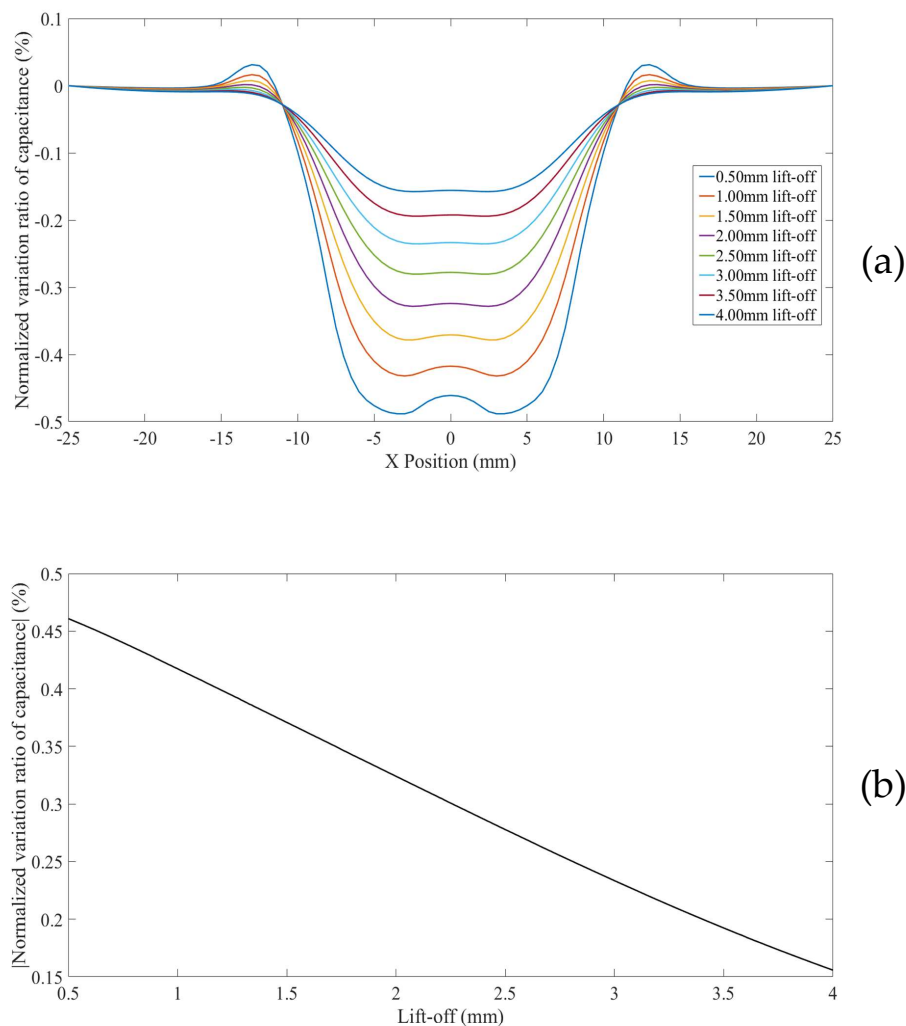 0.1
0
-0.1
-0.2
-0.3
-0.4
-0.5
Normalized variation ratio of capacitance (%)
-25 -20 -15 -10 -5 0 5 10 15 20 25
X Position (mm)
0.50mm lift-off
1.00mm lift-off
1.50mm lift-off
2.00mm lift-off
2.50mm lift-off
3.00mm lift-off
3.50mm lift-off
4.00mm lift-off
(a)
0.5
0.45
0.4
0.35
0.3
0.25
0.2
0.15
|Normalized variation ratio of capacitance| (%)
0.5 1 1.5 2 2.5 3 3.5 4
Lift-off (mm)
(b)